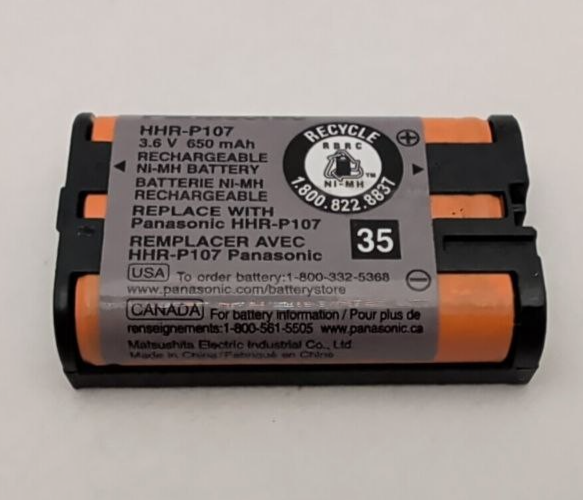 Panasonic
HHR-P107
3.6 V 650 mAh
RECHARGEABLE
NI-MH BATTERY
BATTERIE NI-MH
RECHARGEABLE
REPLACE WITH
Panasonic HHR-P107
REMPLACER AVEC
HHR-P107 Panasonic
RECYCLE
RBRC
TM
NI-MH
1.800.822.8837
+
35
−
USA To order battery:1-800-332-5368
www.panasonic.com/batterystore
CANADA For battery information / Pour plus de
renseignements:1-800-561-5505 www.panasonic.ca
Matsushita Electric Industrial Co., Ltd.
Made in China/Fabriqué en Chine